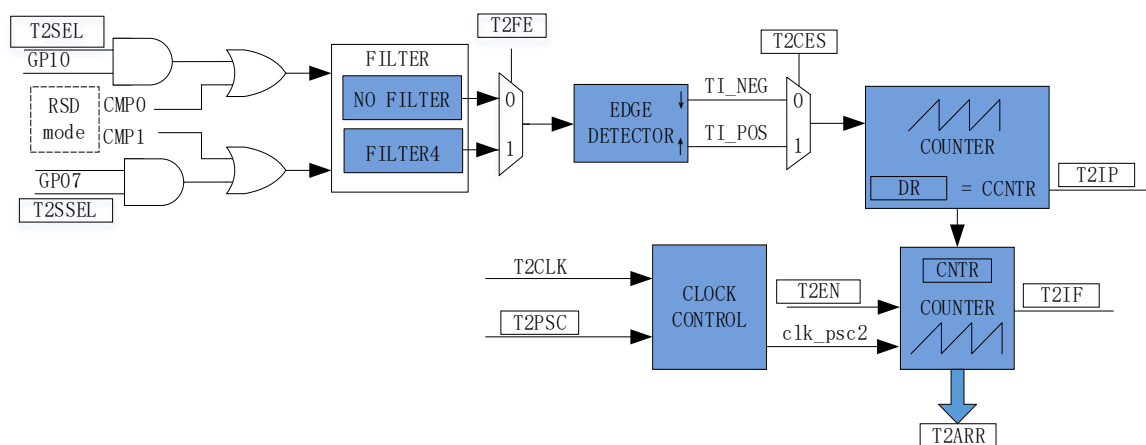 T2SEL
GP10
RSD
mode
CMP0
CMP1
GP07
T2SSEL
FILTER
NO FILTER
FILTER4
T2FE
0
1
EDGE
DETECTOR
TI_NEG
TI_POS
T2CES
0
1
COUNTER
DR = CCNTR
T2IP
T2CLK
T2PSC
CLOCK
CONTROL
T2EN
clk_psc2
CNTR
COUNTER
T2IF
T2ARR